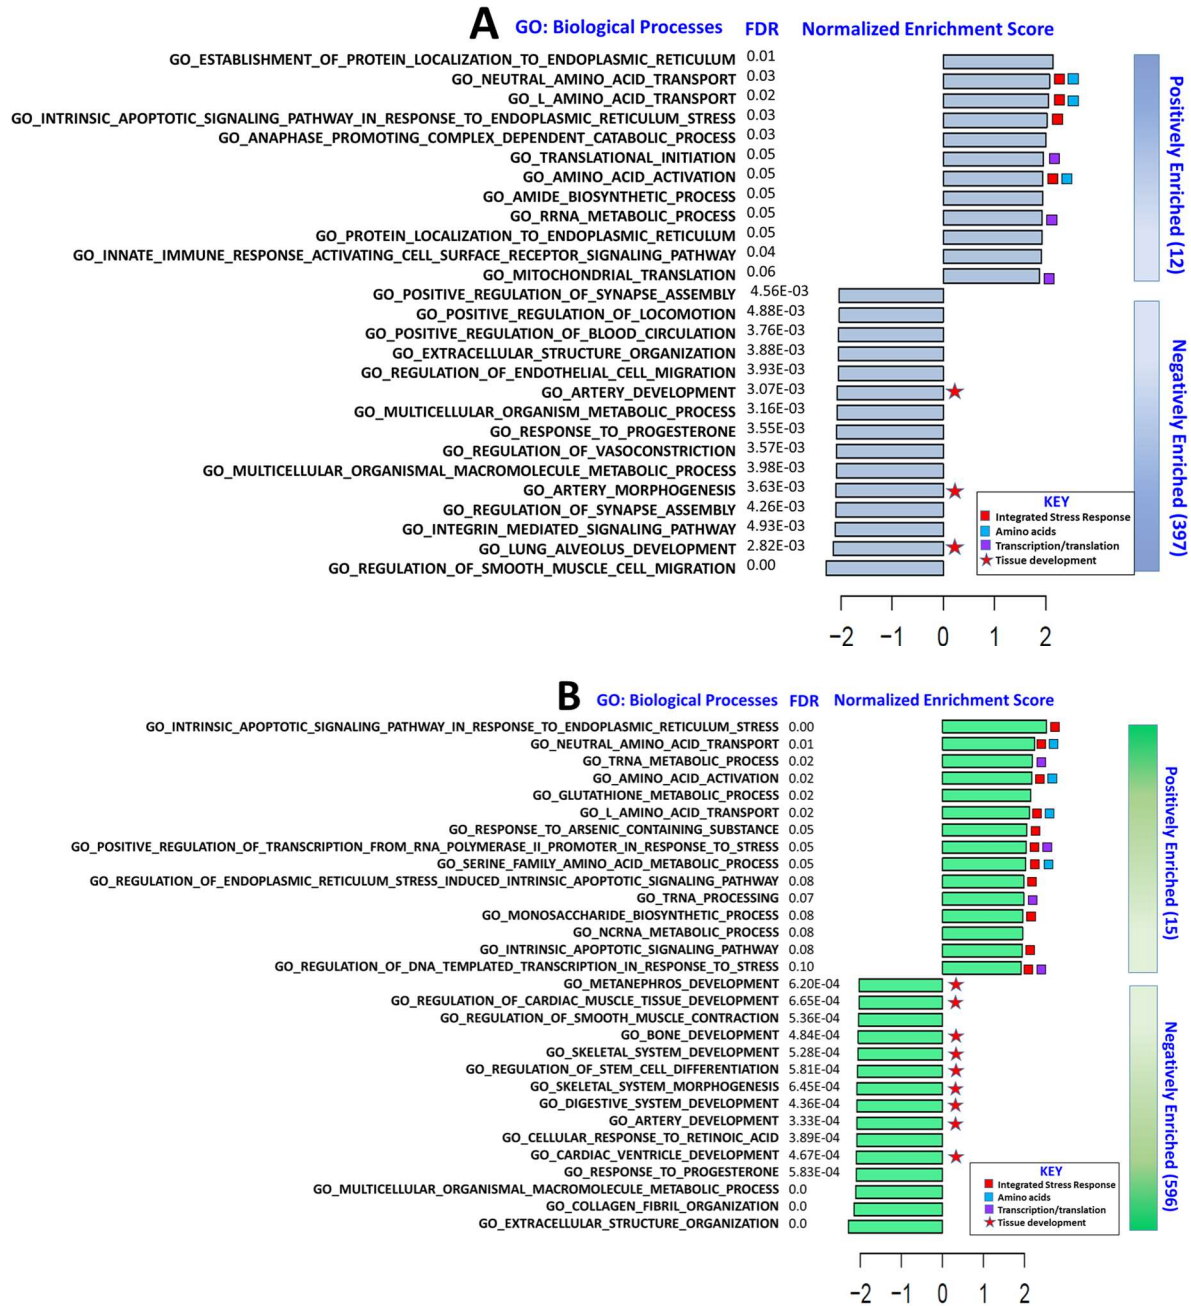 A GO: Biological Processes FDR Normalized Enrichment Score
GO_ESTABLISHMENT_OF_PROTEIN_LOCALIZATION_TO_ENDOPLASMIC_RETICULUM 0.01
GO_NEUTRAL_AMINO_ACID_TRANSPORT 0.03
GO_L_AMINO_ACID_TRANSPORT 0.02
GO_INTRINSIC_APOPTOTIC_SIGNALING_PATHWAY_IN_RESPONSE_TO_ENDOPLASMIC_RETICULUM_STRESS 0.03
GO_ANAPHASE_PROMOTING_COMPLEX_DEPENDENT_CATABOLIC_PROCESS 0.03
GO_TRANSLATIONAL_INITIATION 0.05
GO_AMINO_ACID_ACTIVATION 0.05
GO_AMIDE_BIOSYNTHETIC_PROCESS 0.05
GO_RRNA_METABOLIC_PROCESS 0.05
GO_PROTEIN_LOCALIZATION_TO_ENDOPLASMIC_RETICULUM 0.05
GO_INNATE_IMMUNE_RESPONSE_ACTIVATING_CELL_SURFACE_RECEPTOR_SIGNALING_PATHWAY 0.04
GO_MITOCHONDRIAL_TRANSLATION 0.06
Positively Enriched (12)
GO_POSITIVE_REGULATION_OF_SYNAPSE_ASSEMBLY 4.56E-03
GO_POSITIVE_REGULATION_OF_LOCOMOTION 4.88E-03
GO_POSITIVE_REGULATION_OF_BLOOD_CIRCULATION 3.76E-03
GO_EXTRACELLULAR_STRUCTURE_ORGANIZATION 3.88E-03
GO_REGULATION_OF_ENDOTHELIAL_CELL_MIGRATION 3.93E-03
GO_ARTERY_DEVELOPMENT 3.07E-03
GO_MULTICELLULAR_ORGANISM_METABOLIC_PROCESS 3.16E-03
GO_RESPONSE_TO_PROGESTERONE 3.55E-03
GO_REGULATION_OF_VASOCONSTRICTION 3.57E-03
GO_MULTICELLULAR_ORGANISMAL_MACROMOLECULE_METABOLIC_PROCESS 3.98E-03
GO_ARTERY_MORPHOGENESIS 3.63E-03
GO_REGULATION_OF_SYNAPSE_ASSEMBLY 4.26E-03
GO_INTEGRIN_MEDIATED_SIGNALING_PATHWAY 4.93E-03
GO_LUNG_ALVEOLUS_DEVELOPMENT 2.82E-03
GO_REGULATION_OF_SMOOTH_MUSCLE_CELL_MIGRATION 0.00
Negatively Enriched (397)
KEY
Integrated Stress Response
Amino acids
Transcription/translation
Tissue development
−2 −1 0 1 2
B GO: Biological Processes FDR Normalized Enrichment Score
GO_INTRINSIC_APOPTOTIC_SIGNALING_PATHWAY_IN_RESPONSE_TO_ENDOPLASMIC_RETICULUM_STRESS 0.00
GO_NEUTRAL_AMINO_ACID_TRANSPORT 0.01
GO_TRNA_METABOLIC_PROCESS 0.02
GO_AMINO_ACID_ACTIVATION 0.02
GO_GLUTATHIONE_METABOLIC_PROCESS 0.02
GO_L_AMINO_ACID_TRANSPORT 0.02
GO_RESPONSE_TO_ARSENIC_CONTAINING_SUBSTANCE 0.05
GO_POSITIVE_REGULATION_OF_TRANSCRIPTION_FROM_RNA_POLYMERASE_II_PROMOTER_IN_RESPONSE_TO_STRESS 0.05
GO_SERINE_FAMILY_AMINO_ACID_METABOLIC_PROCESS 0.05
GO_REGULATION_OF_ENDOPLASMIC_RETICULUM_STRESS_INDUCED_INTRINSIC_APOPTOTIC_SIGNALING_PATHWAY 0.08
GO_TRNA_PROCESSING 0.07
GO_MONOSACCHARIDE_BIOSYNTHETIC_PROCESS 0.08
GO_NCRNA_METABOLIC_PROCESS 0.08
GO_INTRINSIC_APOPTOTIC_SIGNALING_PATHWAY 0.08
GO_REGULATION_OF_DNA_TEMPLATED_TRANSCRIPTION_IN_RESPONSE_TO_STRESS 0.10
Positively Enriched (15)
GO_METANEPHROS_DEVELOPMENT 6.20E-04
GO_REGULATION_OF_CARDIAC_MUSCLE_TISSUE_DEVELOPMENT 6.65E-04
GO_REGULATION_OF_SMOOTH_MUSCLE_CONTRACTION 5.36E-04
GO_BONE_DEVELOPMENT 4.84E-04
GO_SKELETAL_SYSTEM_DEVELOPMENT 5.28E-04
GO_REGULATION_OF_STEM_CELL_DIFFERENTIATION 5.81E-04
GO_SKELETAL_SYSTEM_MORPHOGENESIS 6.45E-04
GO_DIGESTIVE_SYSTEM_DEVELOPMENT 4.36E-04
GO_ARTERY_DEVELOPMENT 3.33E-04
GO_CELLULAR_RESPONSE_TO_RETINOIC_ACID 3.89E-04
GO_CARDIAC_VENTRICLE_DEVELOPMENT 4.67E-04
GO_RESPONSE_TO_PROGESTERONE 5.83E-04
GO_MULTICELLULAR_ORGANISMAL_MACROMOLECULE_METABOLIC_PROCESS 0.0
GO_COLLAGEN_FIBRIL_ORGANIZATION 0.0
GO_EXTRACELLULAR_STRUCTURE_ORGANIZATION 0.0
Negatively Enriched (596)
KEY
Integrated Stress Response
Amino acids
Transcription/translation
Tissue development
−2 −1 0 1 2